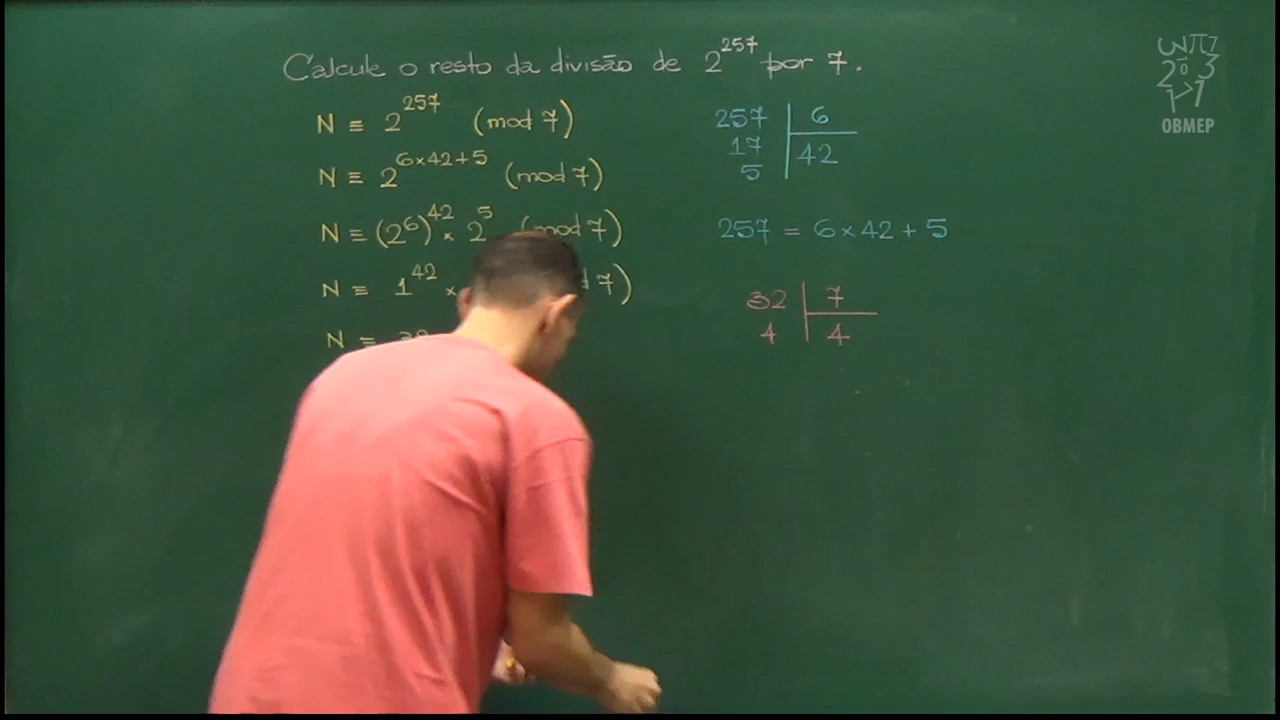 Calcule o resto da divisão de 2^257 por 7.
N ≡ 2^257 (mod 7)
N ≡ 2^(6×42+5) (mod 7)
N ≡ (2^6)^42 × 2^5 (mod 7)
N ≡ 1^42 × 7)
N ≡
257 | 6
17 | 42
5
257 = 6×42+5
32 | 7
4 | 4
OBMEP